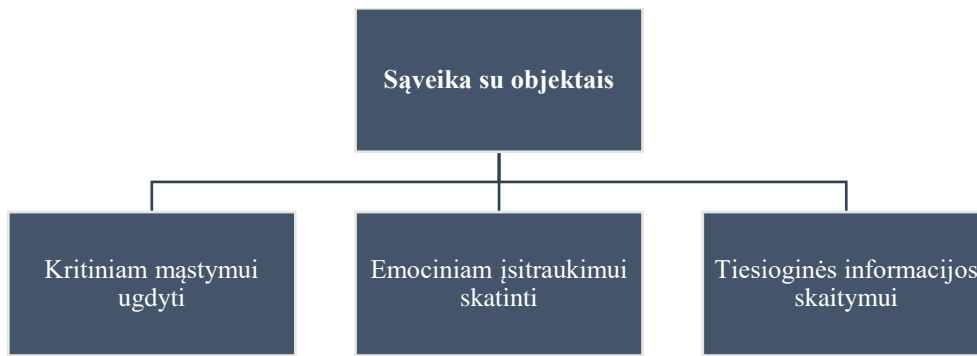 Sąveika su objektais
Kritiniam mąstymui
ugdyti
Emociniam įsitraukimui
skatinti
Tiesioginės informacijos
skaitymui